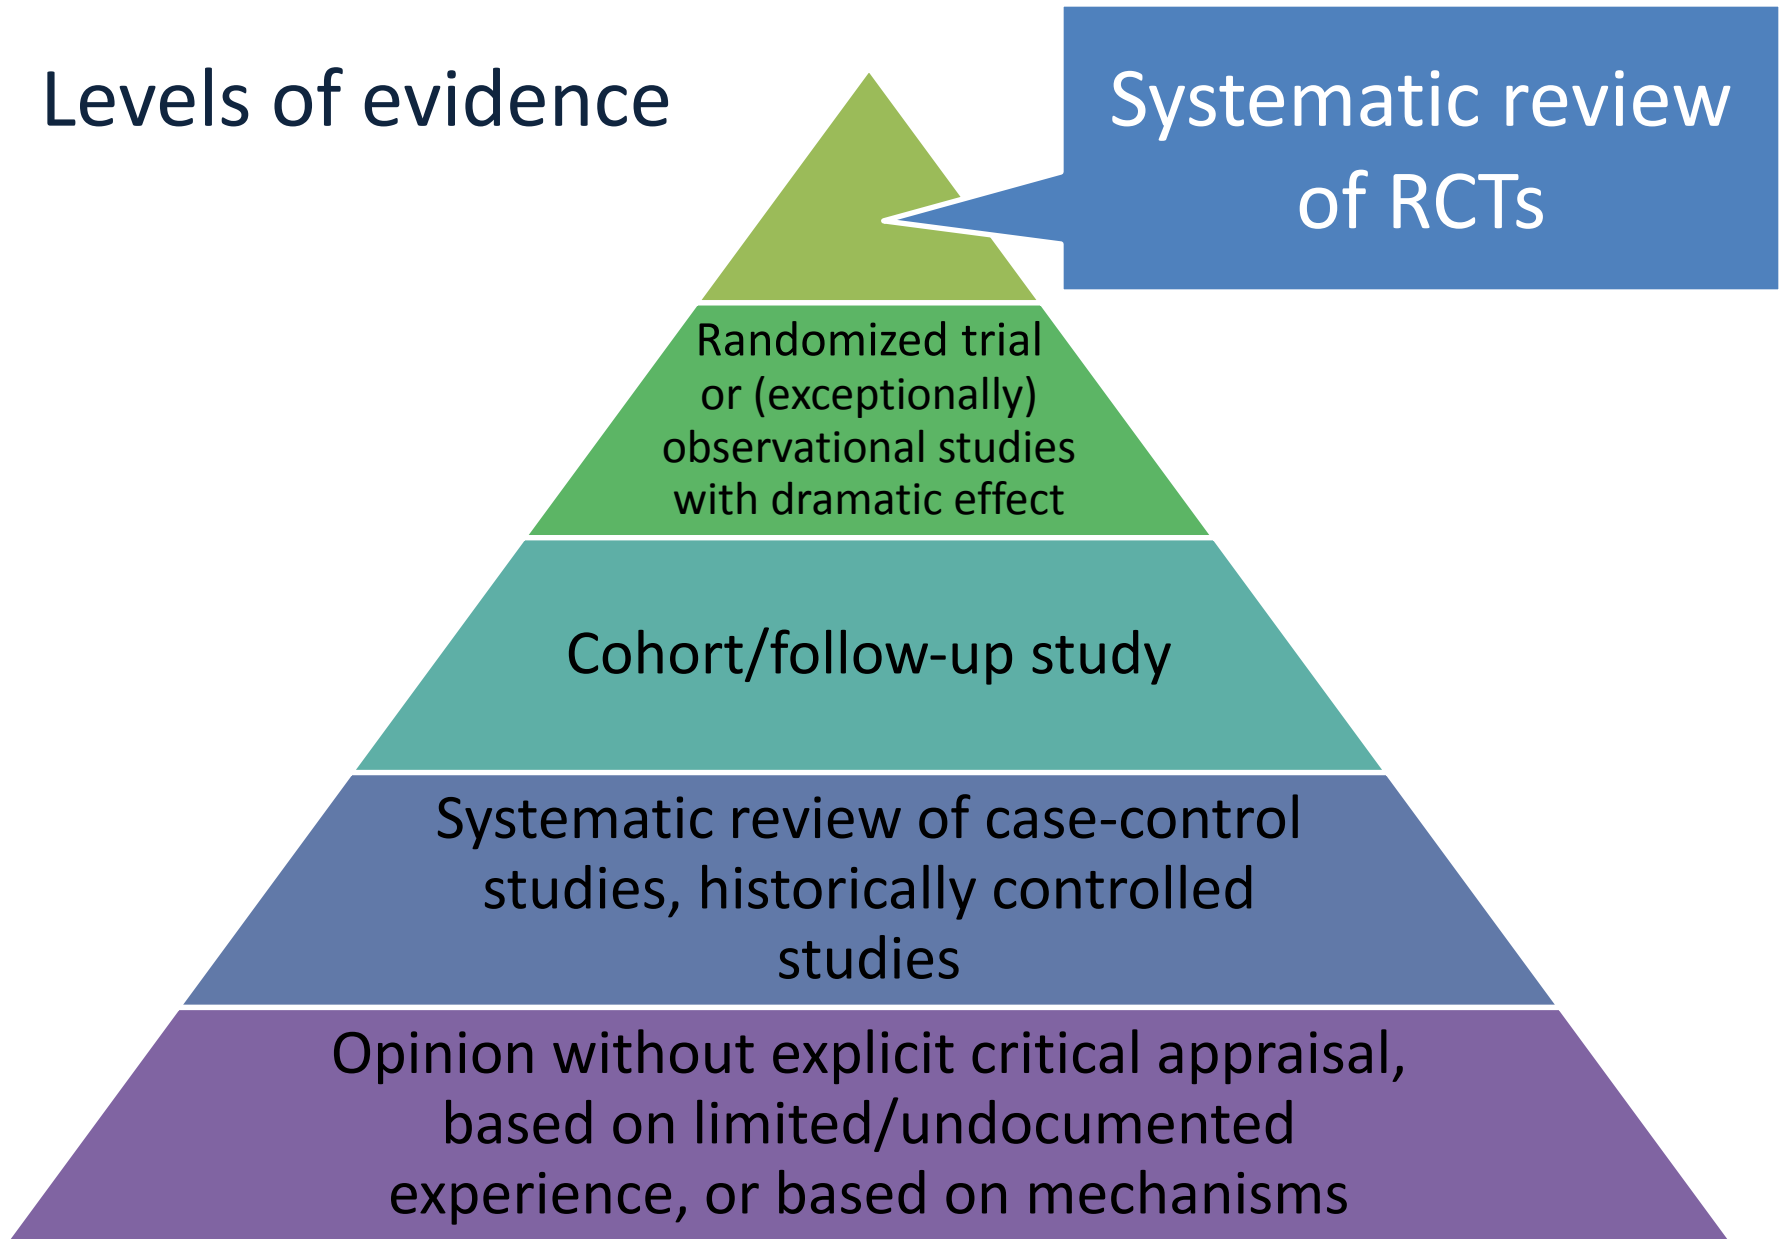 Levels of evidence
Systematic review
of RCTs
Randomized trial
or (exceptionally)
observational studies
with dramatic effect
Cohort/follow-up study
Systematic review of case-control
studies, historically controlled
studies
Opinion without explicit critical appraisal,
based on limited/undocumented
experience, or based on mechanisms